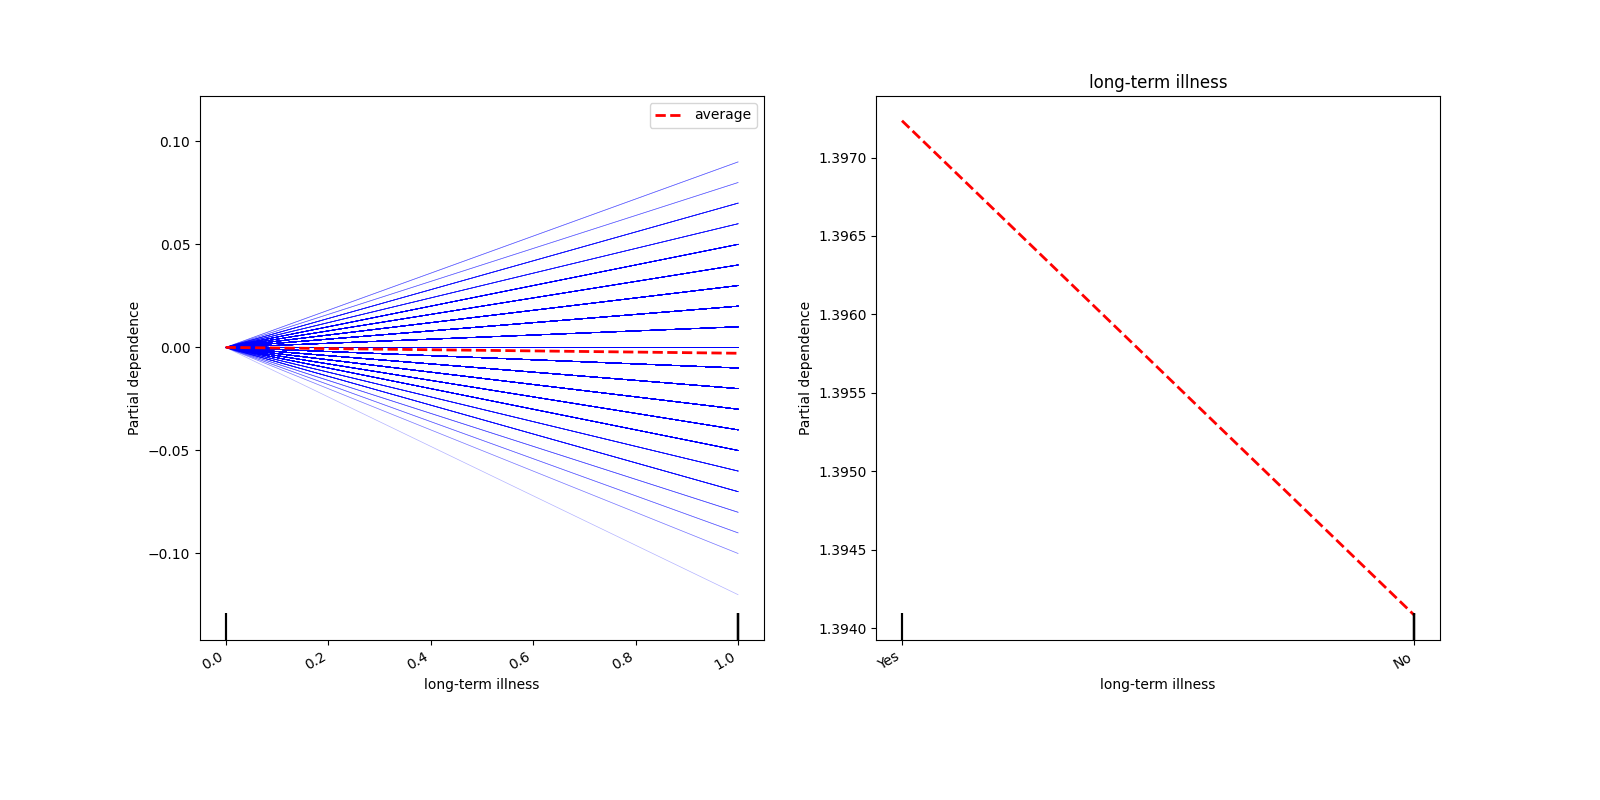 average
0.10
0.05
0.00
−0.05
−0.10
Partial dependence
0.0
0.2
0.4
0.6
0.8
1.0
long-term illness
long-term illness
1.3970
1.3965
1.3960
1.3955
1.3950
1.3945
1.3940
Partial dependence
Yes
No
long-term illness